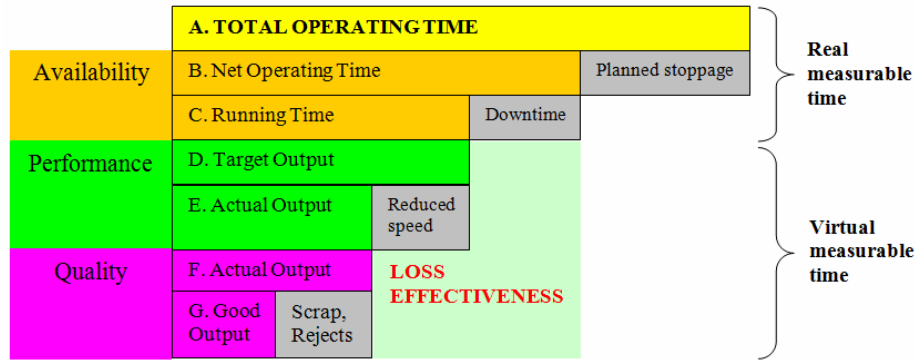 A. TOTAL OPERATING TIME
Real
measurable
time
Availability
B. Net Operating Time
Planned stoppage
C. Running Time
Downtime
Performance
D. Target Output
E. Actual Output
Reduced
speed
Virtual
measurable
time
Quality
F. Actual Output
LOSS
EFFECTIVENESS
G. Good
Output
Scrap,
Rejects